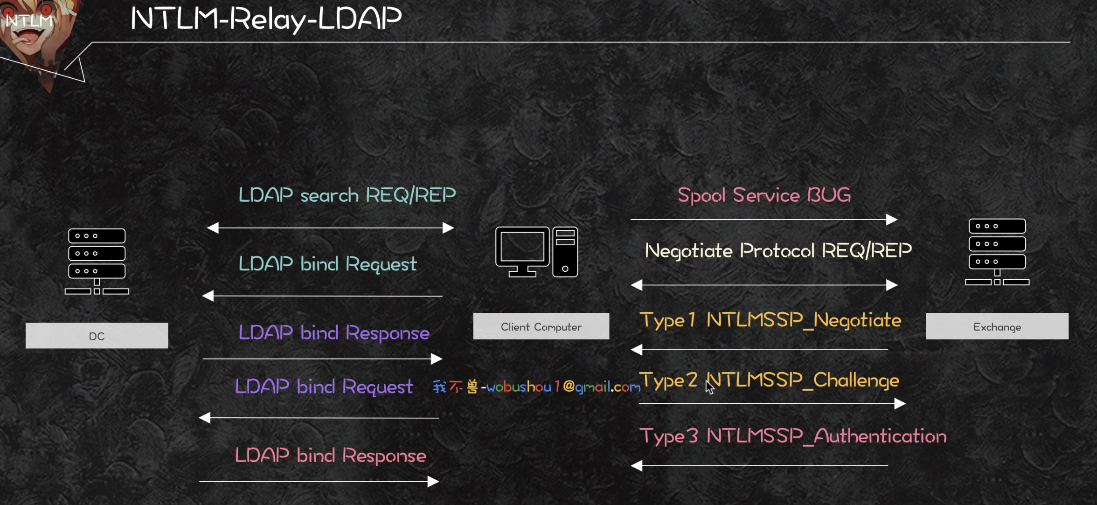 NTLM
NTLM-Relay-LDAP
LDAP search REQ/REP
LDAP bind Request
LDAP bind Response
LDAP bind Request
LDAP bind Response
DC
Client Computer
我不兽-wobushou1@gmail.com
Spool Service BUG
Negotiate Protocol REQ/REP
Type1 NTLMSSP_Negotiate
Type2 NTLMSSP_Challenge
Type3 NTLMSSP_Authentication
Exchange